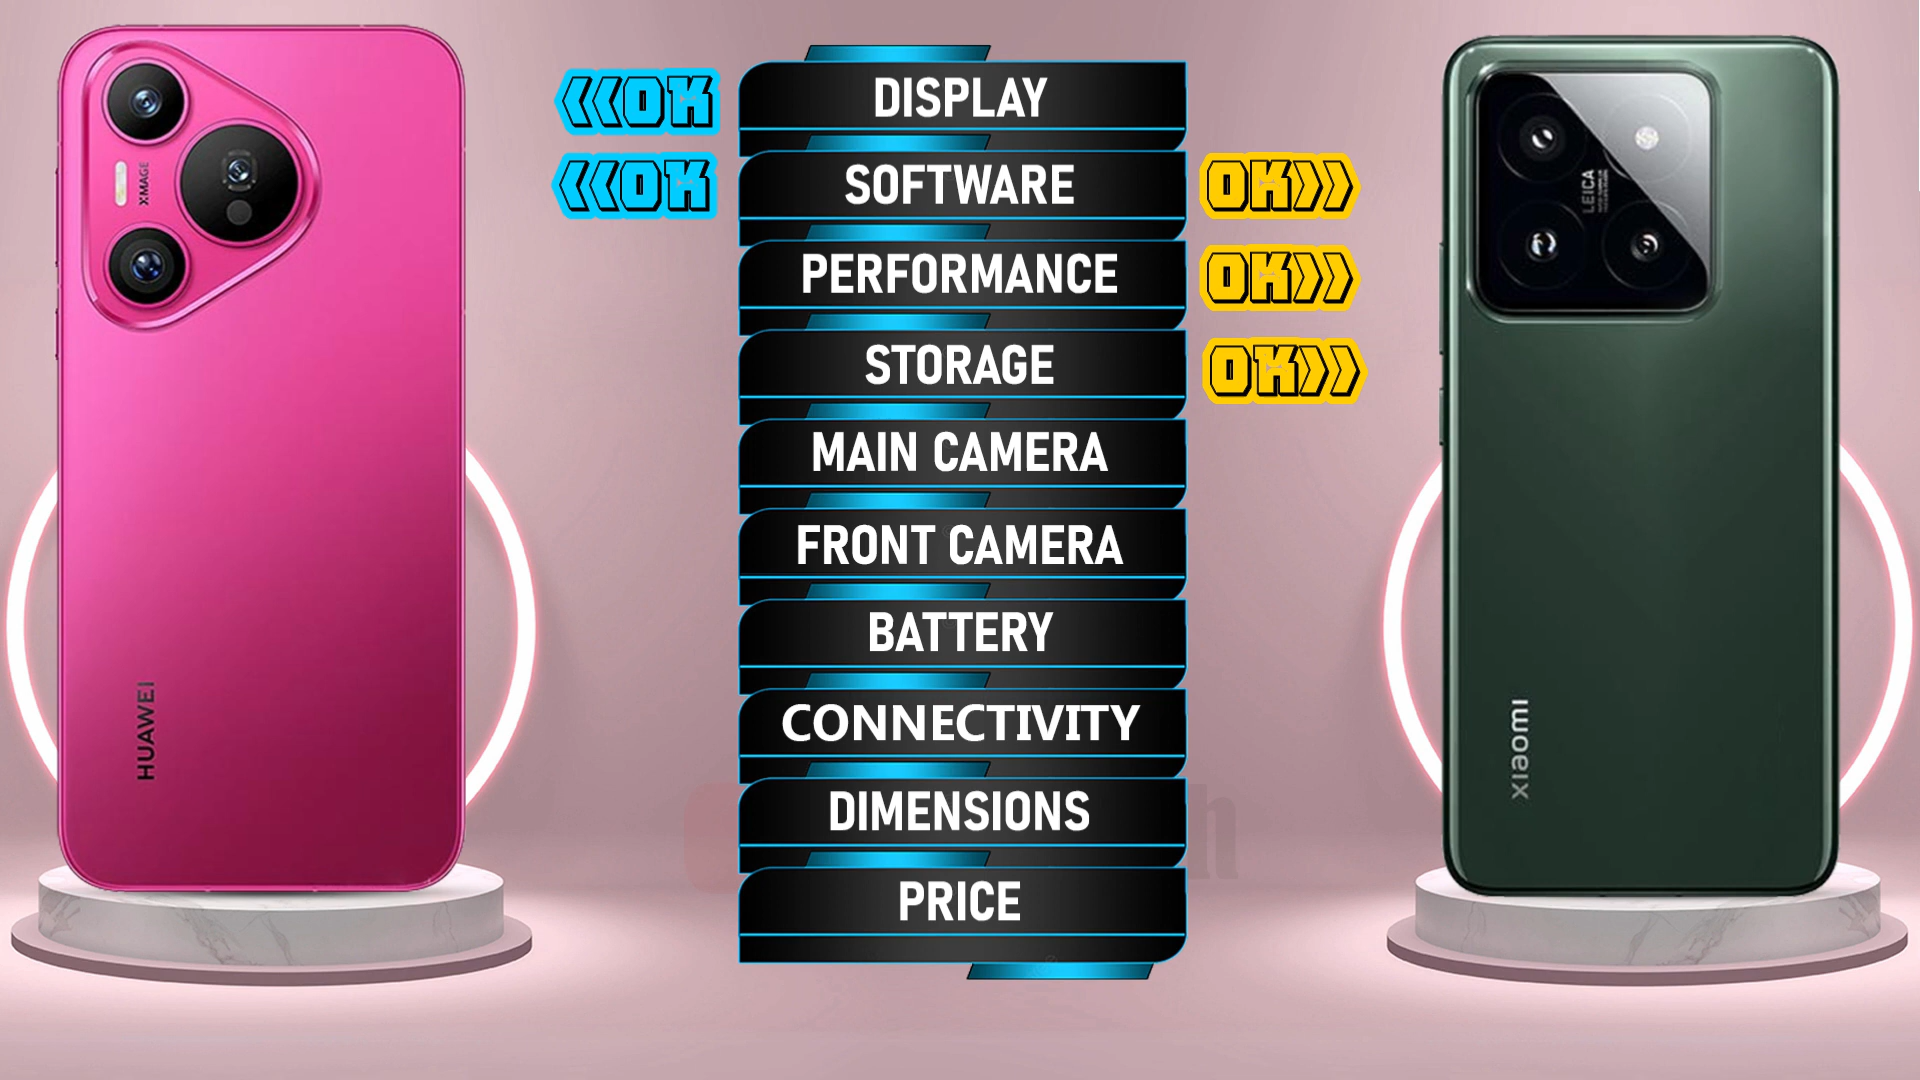 XMAGE
HUAWEI
<<OK
DISPLAY
<<OK
SOFTWARE
OK>>
PERFORMANCE
OK>>
STORAGE
OK>>
MAIN CAMERA
FRONT CAMERA
BATTERY
CONNECTIVITY
DIMENSIONS
PRICE
LEICA
xiaomi